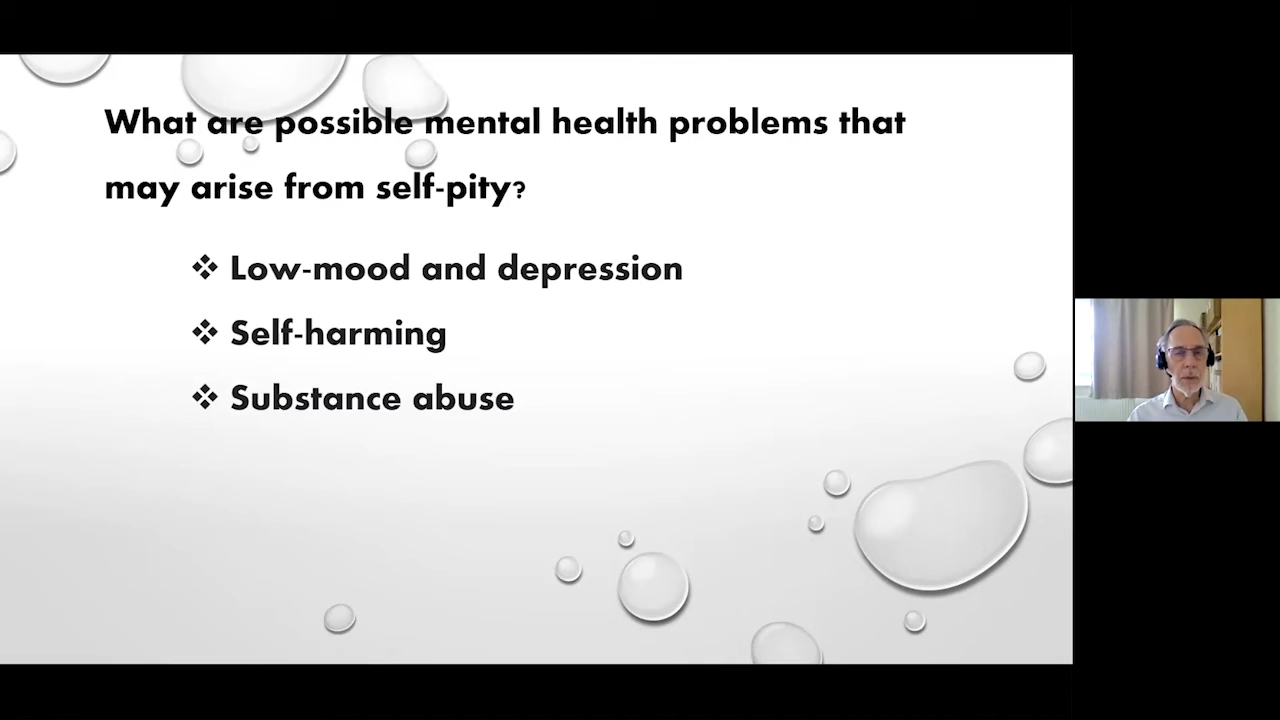 What are possible mental health problems that
may arise from self-pity?
❖ Low-mood and depression
❖ Self-harming
❖ Substance abuse